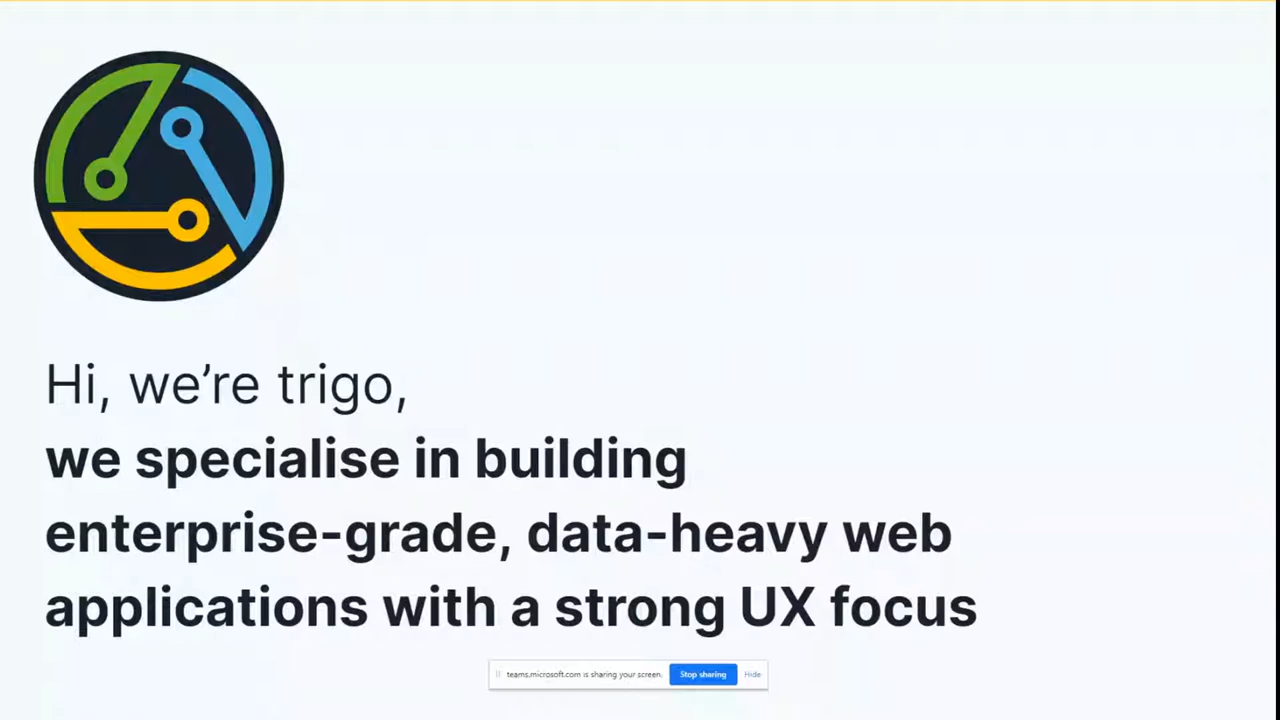 Hi, we’re trigo,
we specialise in building
enterprise-grade, data-heavy web
applications with a strong UX focus
teams.microsoft.com is sharing your screen. Stop sharing Hide